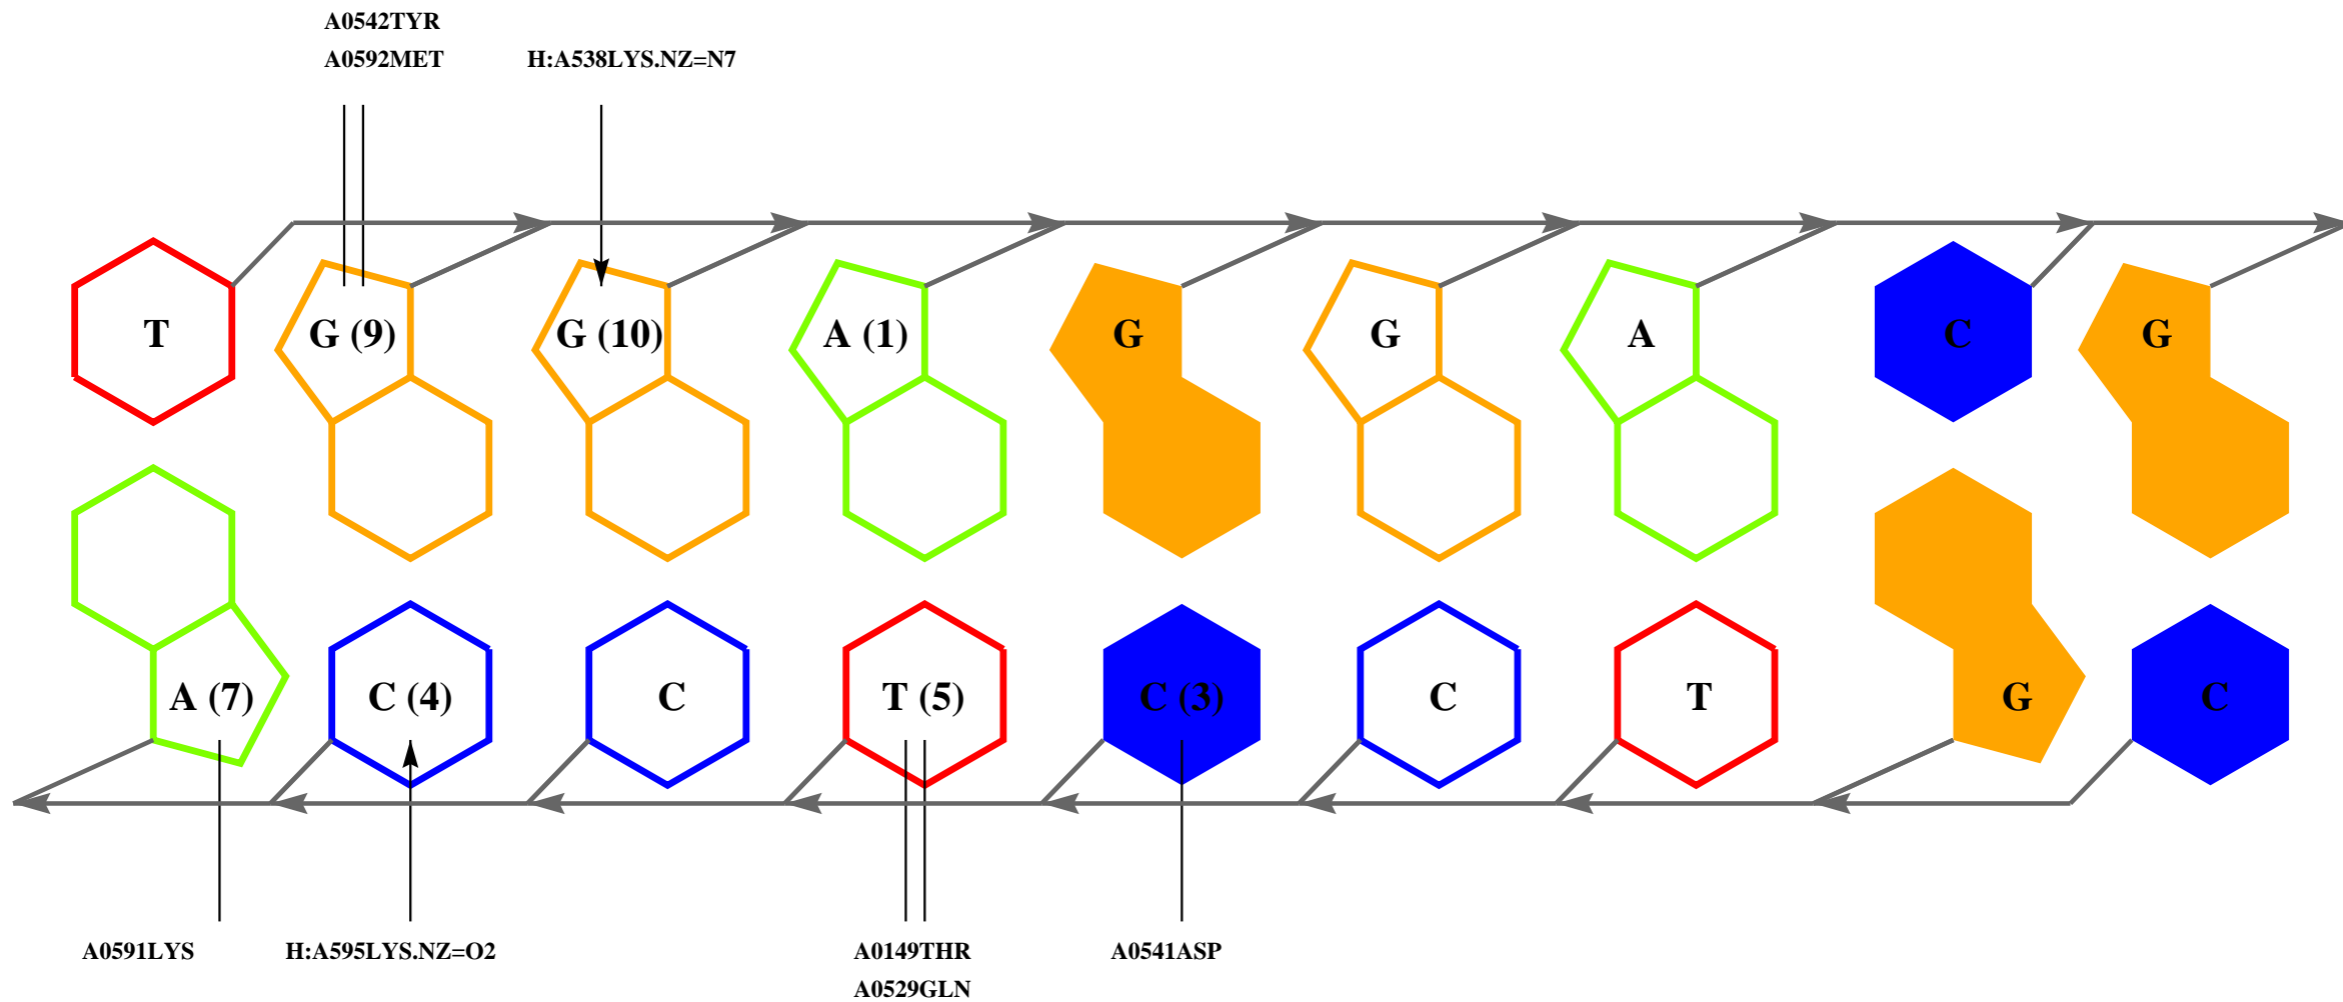 A0542TYR
A0592MET H:A538LYS.NZ=N7
T G (9) G (10) A (1) G G A C G
A (7) C (4) C T (5) C (3) C T G C
A0591LYS H:A595LYS.NZ=O2 A0149THR A0541ASP
A0529GLN